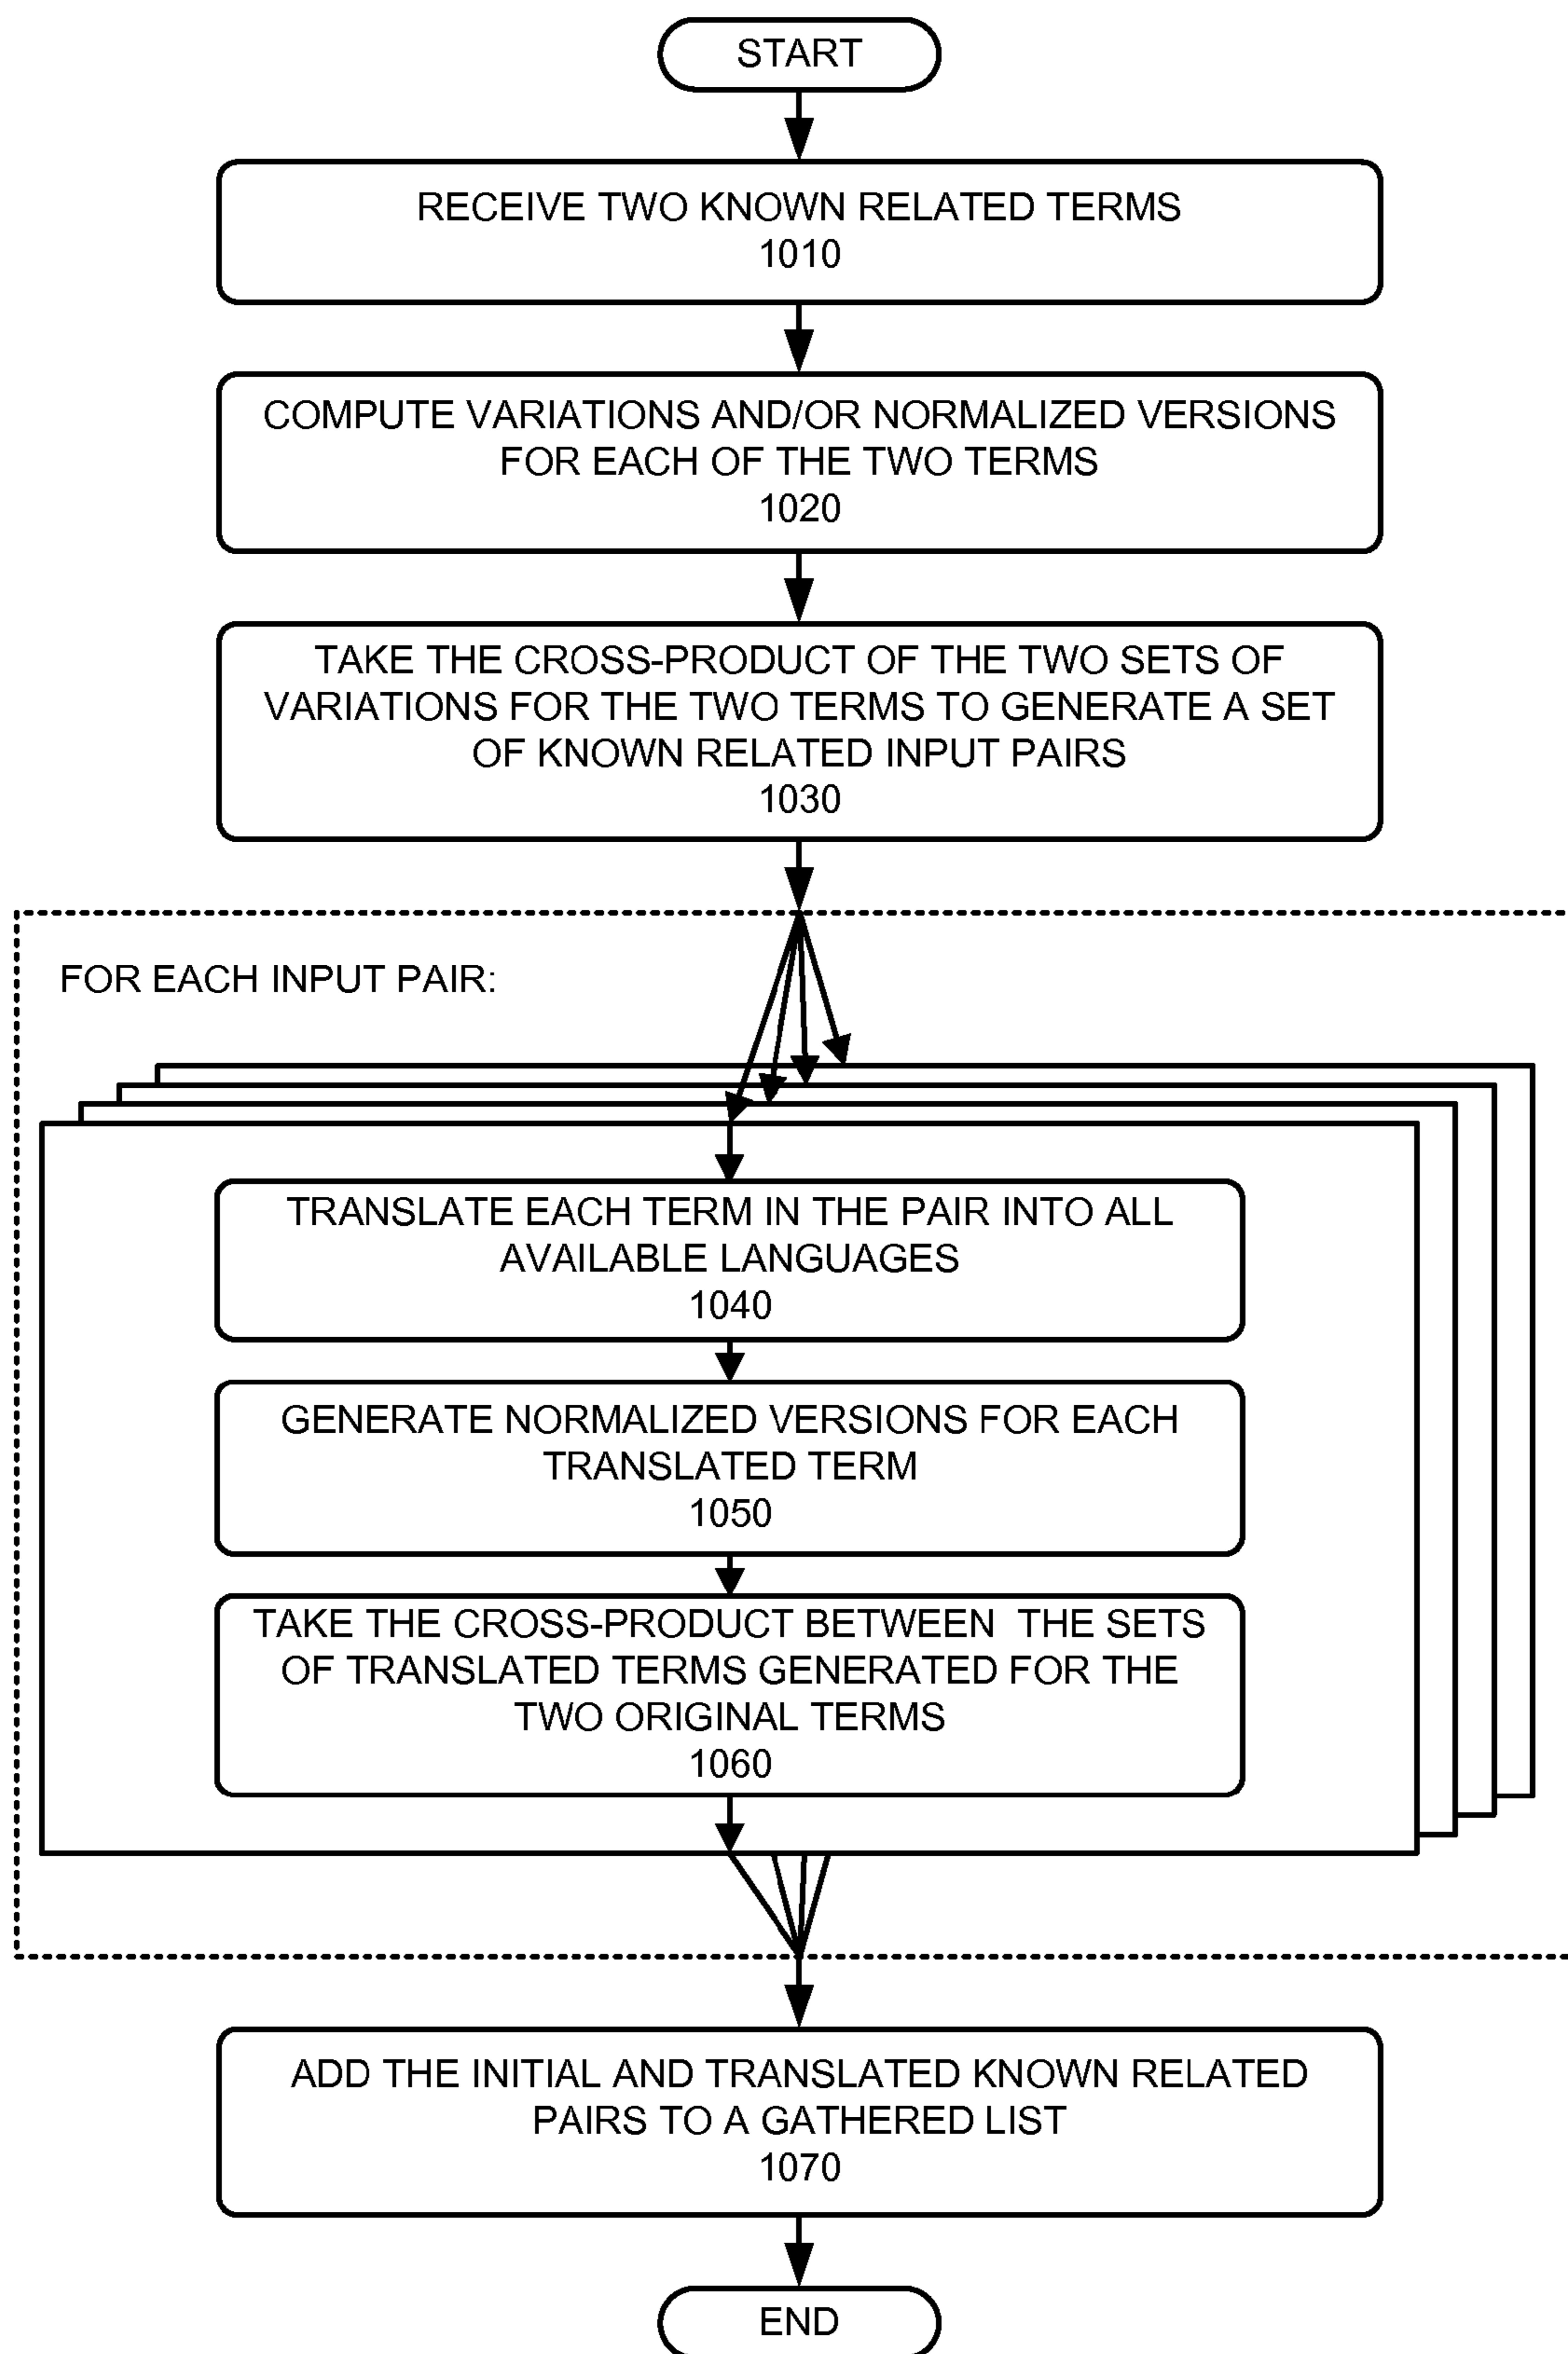 START
RECEIVE TWO KNOWN RELATED TERMS
1010
COMPUTE VARIATIONS AND/OR NORMALIZED VERSIONS
FOR EACH OF THE TWO TERMS
1020
TAKE THE CROSS-PRODUCT OF THE TWO SETS OF
VARIATIONS FOR THE TWO TERMS TO GENERATE A SET
OF KNOWN RELATED INPUT PAIRS
1030
FOR EACH INPUT PAIR:
TRANSLATE EACH TERM IN THE PAIR INTO ALL
AVAILABLE LANGUAGES
1040
GENERATE NORMALIZED VERSIONS FOR EACH
TRANSLATED TERM
1050
TAKE THE CROSS-PRODUCT BETWEEN THE SETS
OF TRANSLATED TERMS GENERATED FOR THE
TWO ORIGINAL TERMS
1060
ADD THE INITIAL AND TRANSLATED KNOWN RELATED
PAIRS TO A GATHERED LIST
1070
END